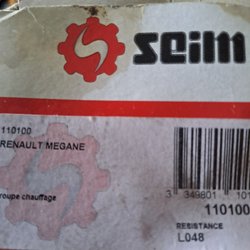 seim
110100
RENAULT MEGANE
roupe chauffage
3 349801 101
110100
RESISTANCE
L048